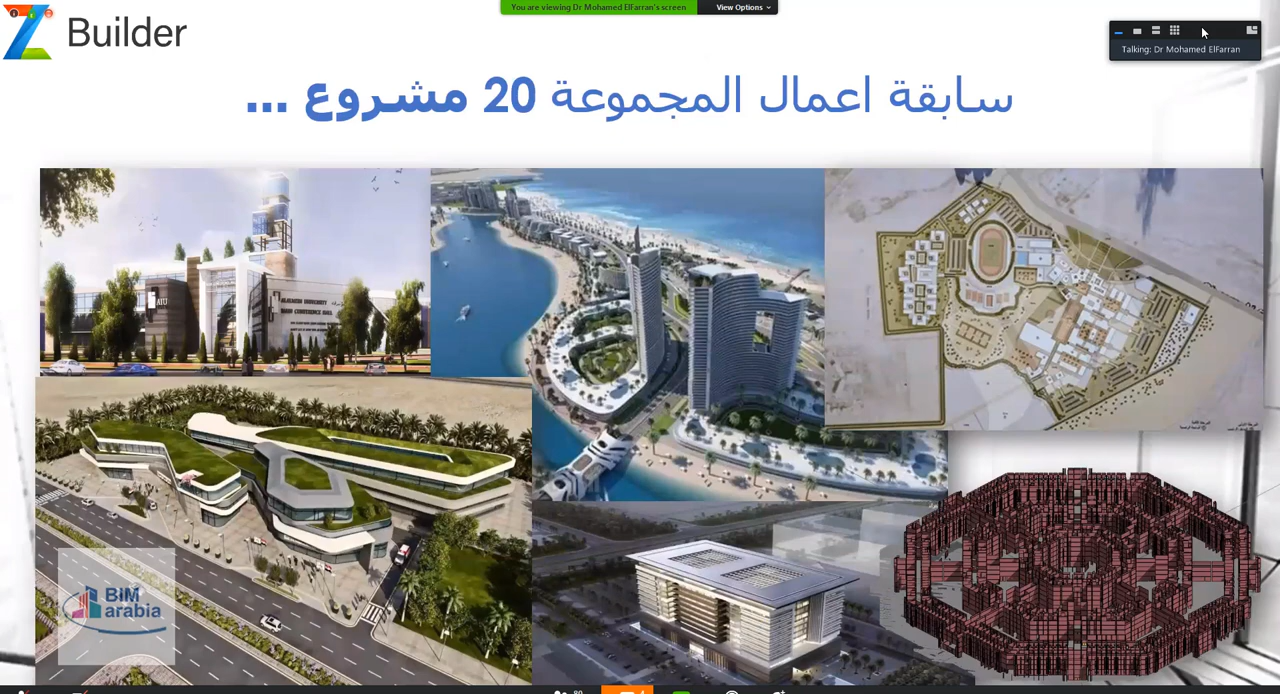 You are viewing Dr Mohamed ElFarran's screen
View Options
Builder
Talking: Dr Mohamed ElFarran
سابقة اعمال المجموعة 20 مشروع ...
ATU
BIM
arabia